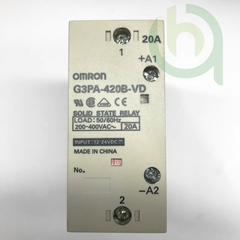 1
20A
+A1
OMRON
G3PA-420B-VD
SOLID STATE RELAY
LOAD: 50/60Hz
200-400VAC~ 20A
INPUT: 12-24VDC
MADE IN CHINA
No.
-A2
2